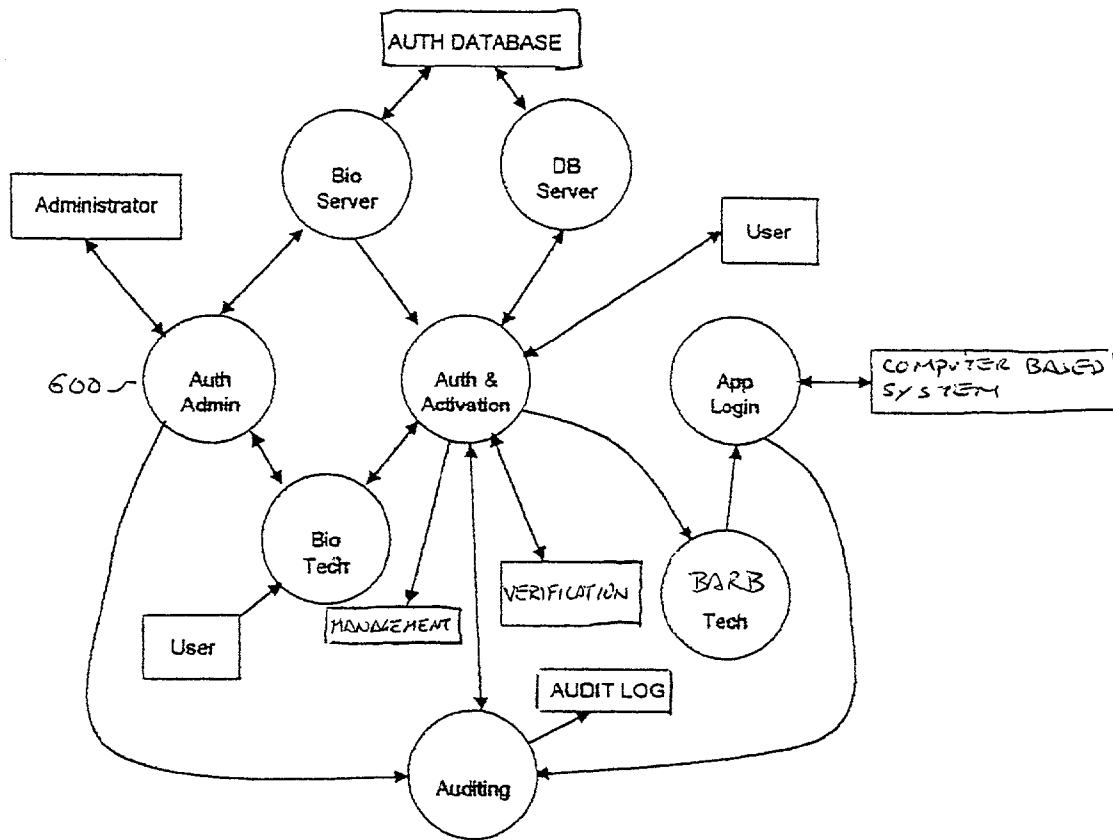 AUTH DATABASE
Bio
Server
DB
Server
Administrator
User
600
Auth
Admin
Auth &
Activation
App
Login
COMPUTER BASED
SYSTEM
Bio
Tech
VERIFICATION
BARB
Tech
MANAGEMENT
User
AUDIT LOG
Auditing